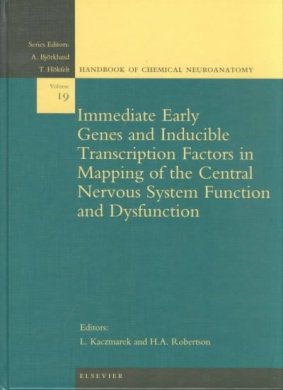 Series Editors:
A. Björklund
T. Hökfelt
HANDBOOK OF CHEMICAL NEUROANATOMY
Volume
19
Immediate Early
Genes and Inducible
Transcription Factors in
Mapping of the Central
Nervous System Function
and Dysfunction
Editors:
L. Kaczmarek and H.A. Robertson
ELSEVIER